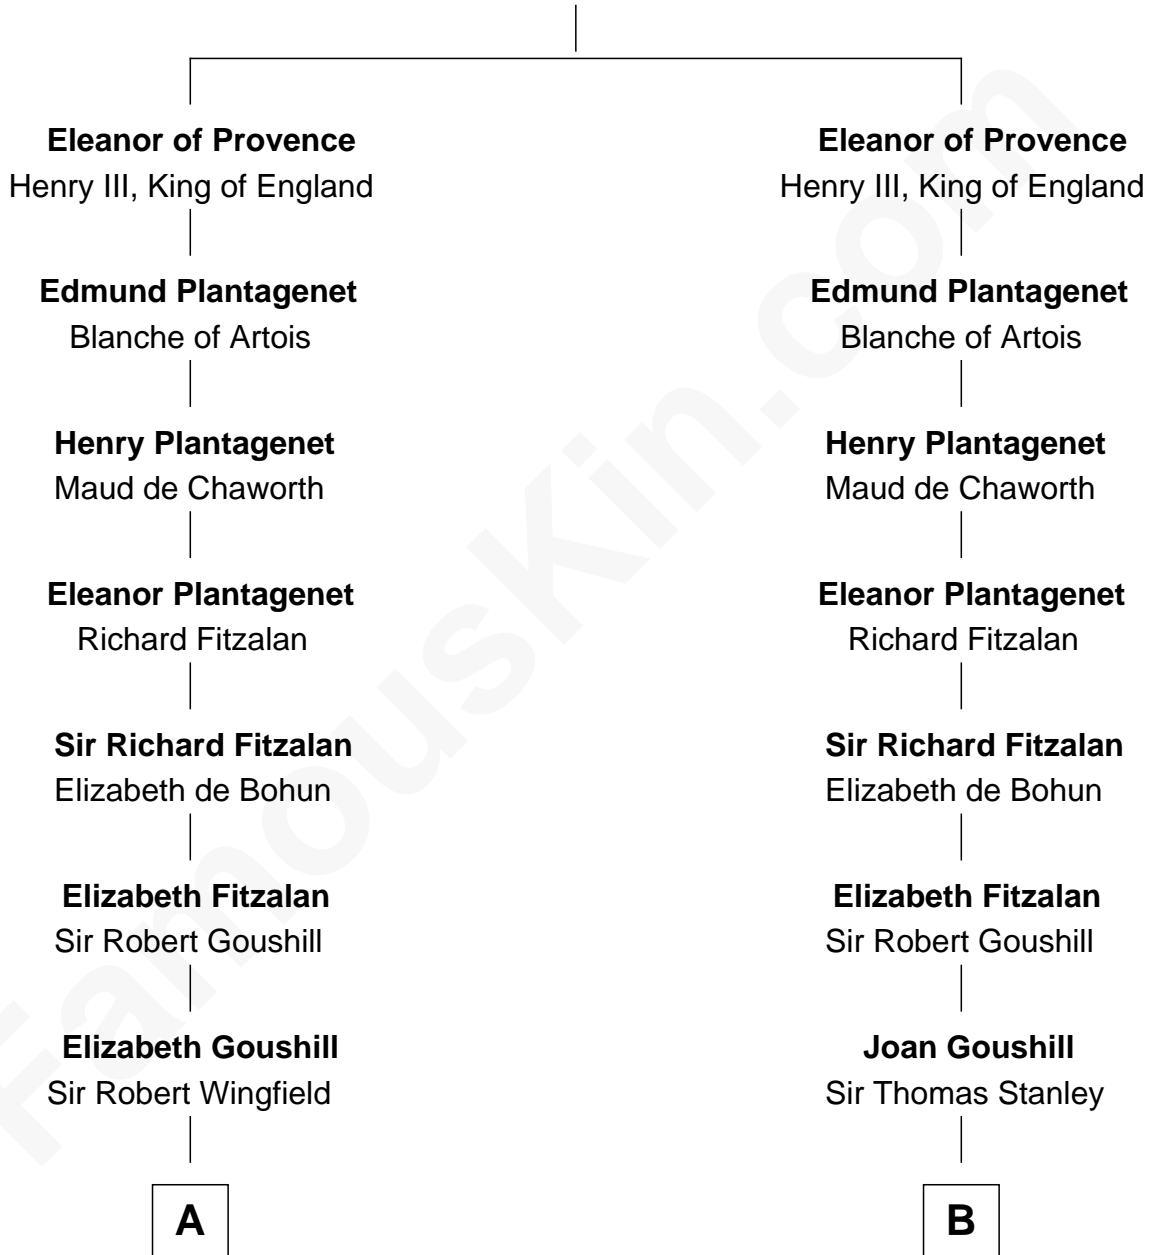 Eleanor of Provence
Henry III, King of England
Edmund Plantagenet
Blanche of Artois
Henry Plantagenet
Maud de Chaworth
Eleanor Plantagenet
Richard Fitzalan
Sir Richard Fitzalan
Elizabeth de Bohun
Elizabeth Fitzalan
Sir Robert Goushill
Elizabeth Goushill
Sir Robert Wingfield
A
Eleanor of Provence
Henry III, King of England
Edmund Plantagenet
Blanche of Artois
Henry Plantagenet
Maud de Chaworth
Eleanor Plantagenet
Richard Fitzalan
Sir Richard Fitzalan
Elizabeth de Bohun
Elizabeth Fitzalan
Sir Robert Goushill
Joan Goushill
Sir Thomas Stanley
B
FamousKin.com